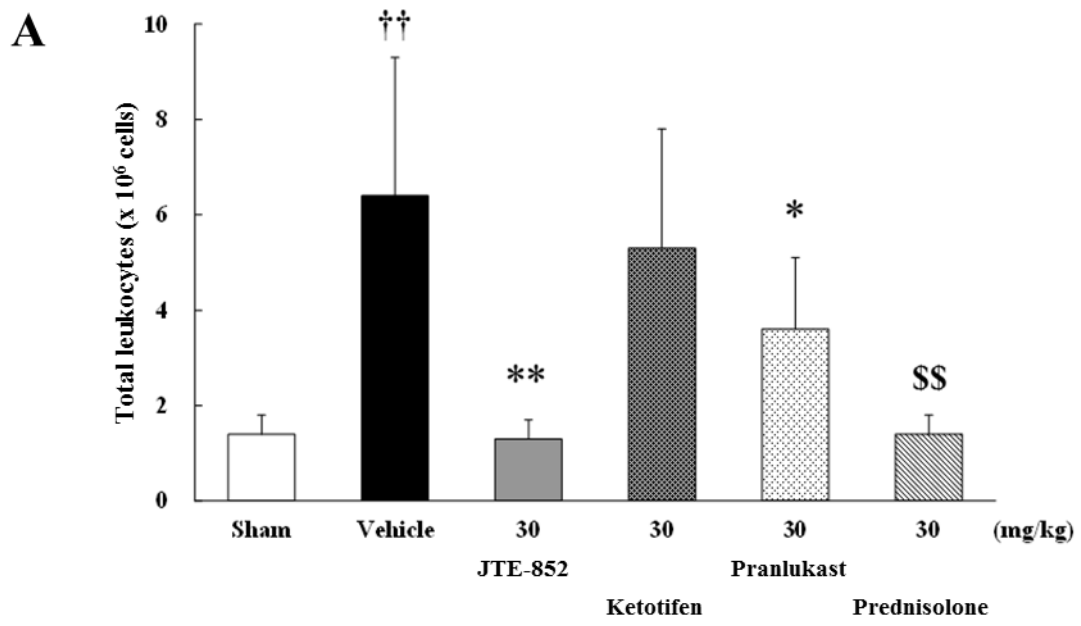 A
Total leukocytes (x 10⁶ cells)
10
8
6
4
2
0
††
**
*
$$
Sham Vehicle 30 30 30 30 (mg/kg)
JTE-852 Pranlukast
Ketotifen Prednisolone